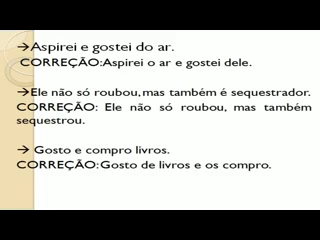 →Aspirei e gostei do ar.
CORREÇÃO:Aspirei o ar e gostei dele.
→Ele não só roubou, mas também é sequestrador.
CORREÇÃO: Ele não só roubou, mas também
sequestrou.
→ Gosto e compro livros.
CORREÇÃO:Gosto de livros e os compro.